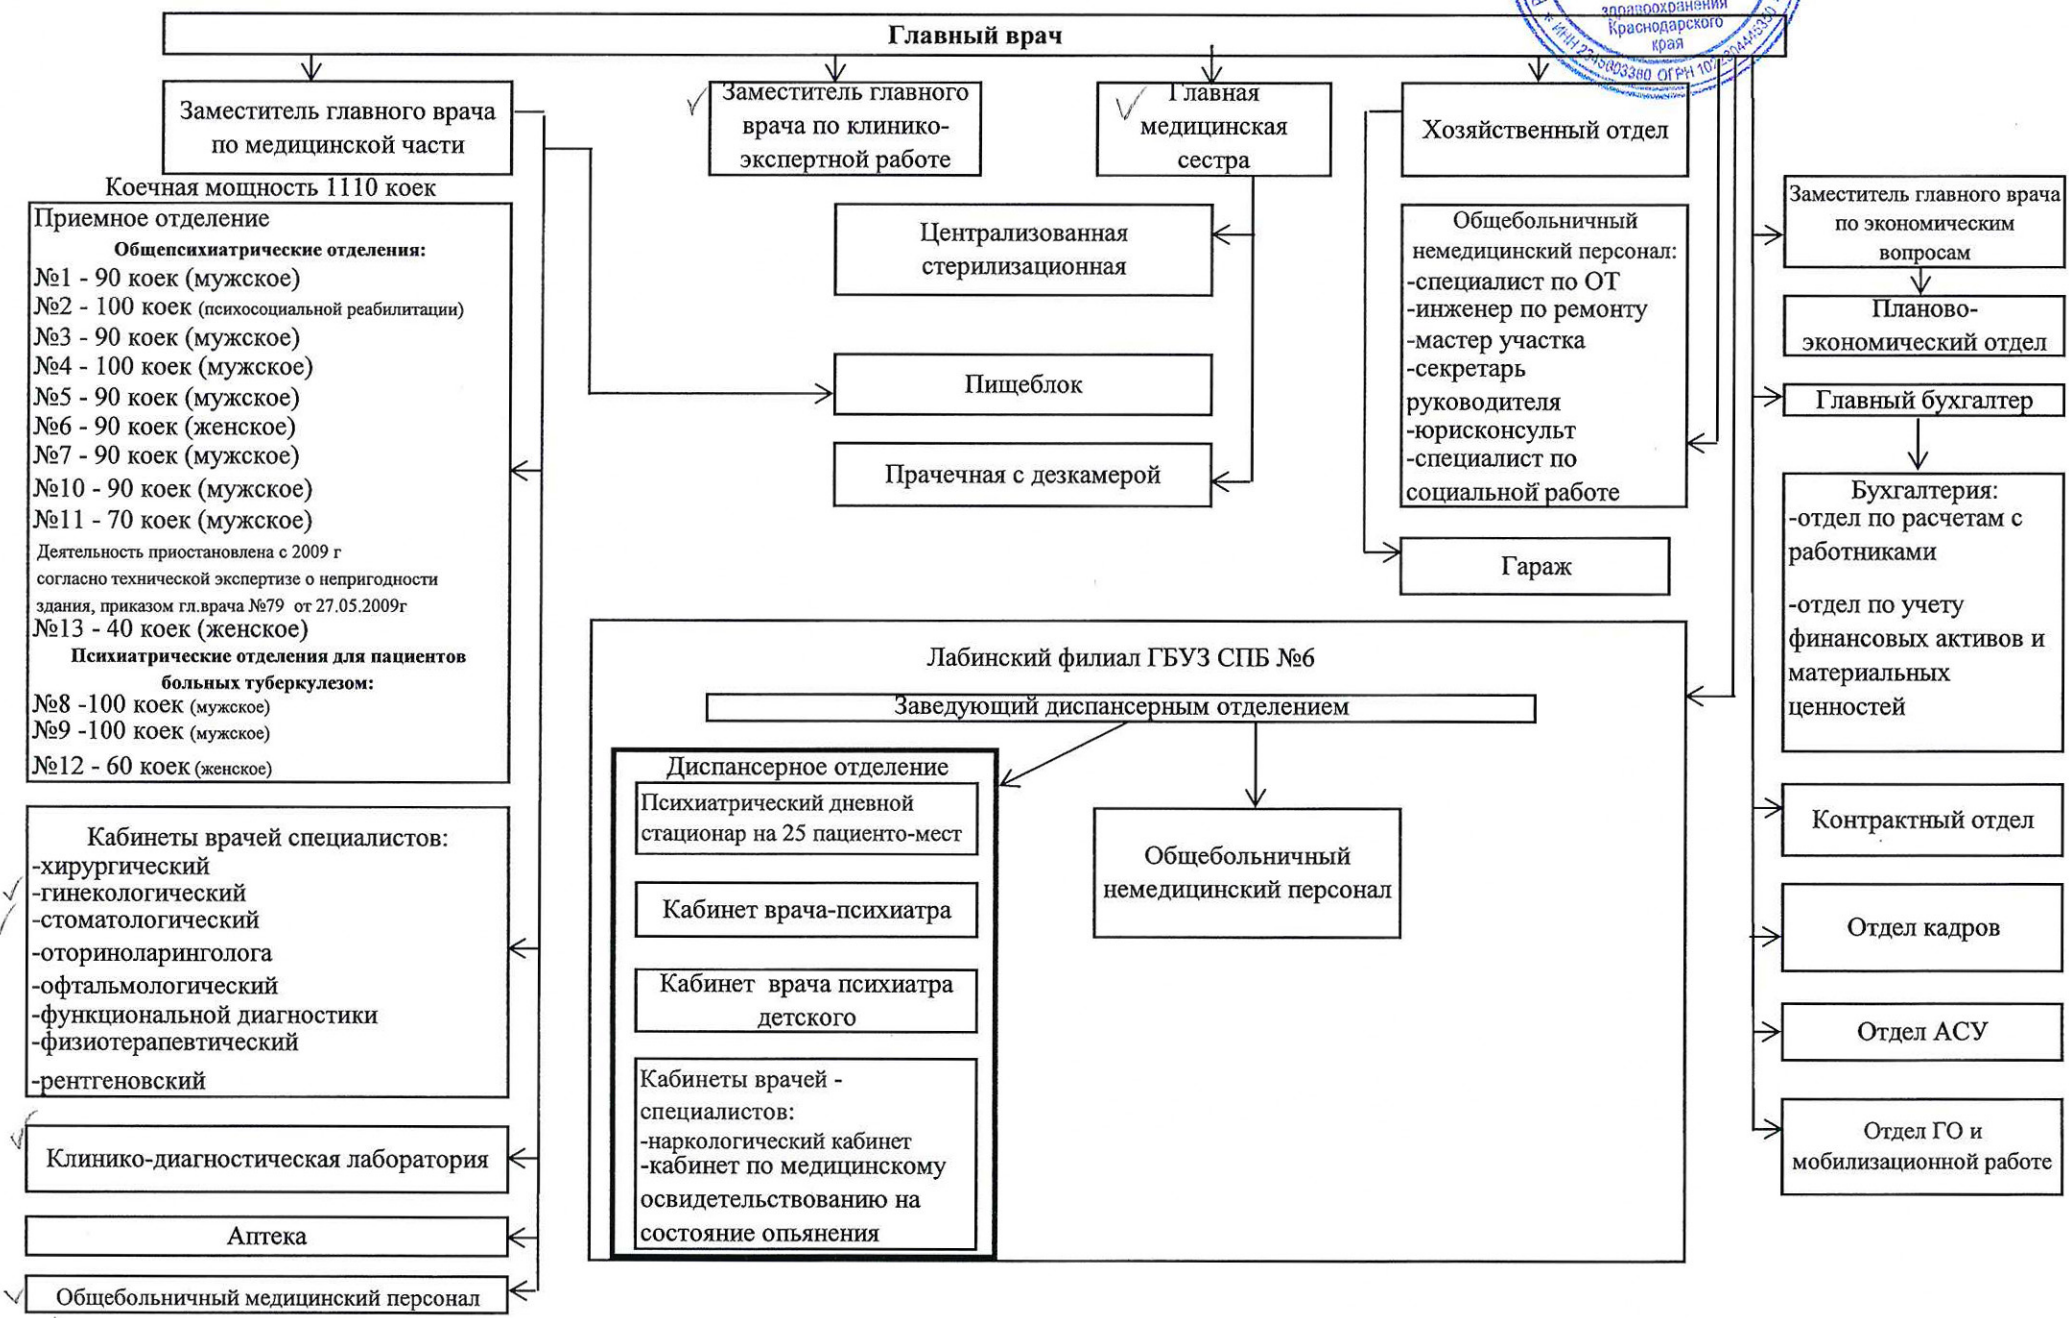 здравоохранения
Краснодарского
края
Главный врач
Заместитель главного врача
по медицинской части
Заместитель главного
врача по клинико-
экспертной работе
Главная
медицинская
сестра
Хозяйственный отдел
Коечная мощность 1110 коек
Приемное отделение
Общепсихиатрические отделения:
№1 - 90 коек (мужское)
№2 - 100 коек (психосоциальной реабилитации)
№3 - 90 коек (мужское)
№4 - 100 коек (мужское)
№5 - 90 коек (мужское)
№6 - 90 коек (женское)
№7 - 90 коек (мужское)
№10 - 90 коек (мужское)
№11 - 70 коек (мужское)
Деятельность приостановлена с 2009 г
согласно технической экспертизе о непригодности
здания, приказом гл.врача №79 от 27.05.2009г
№13 - 40 коек (женское)
Психиатрические отделения для пациентов
больных туберкулезом:
№8 -100 коек (мужское)
№9 -100 коек (мужское)
№12 - 60 коек (женское)
Кабинеты врачей специалистов:
-хирургический
-гинекологический
-стоматологический
-оториноларинголога
-офтальмологический
-функциональной диагностики
-физиотерапевтический
-рентгеновский
Клинико-диагностическая лаборатория
Аптека
Общебольничный медицинский персонал
Централизованная
стерилизационная
Пищеблок
Прачечная с дезкамерой
Общебольничный
немедицинский персонал:
-специалист по ОТ
-инженер по ремонту
-мастер участка
-секретарь
руководителя
-юрисконсульт
-специалист по
социальной работе
Гараж
Лабинский филиал ГБУЗ СПБ №6
Заведующий диспансерным отделением
Диспансерное отделение
Психиатрический дневной
стационар на 25 пациенто-мест
Кабинет врача-психиатра
Кабинет врача психиатра
детского
Кабинеты врачей -
специалистов:
-наркологический кабинет
-кабинет по медицинскому
освидетельствованию на
состояние опьянения
Общебольничный
немедицинский персонал
Заместитель главного врача
по экономическим
вопросам
Планово-
экономический отдел
Главный бухгалтер
Бухгалтерия:
-отдел по расчетам с
работниками
-отдел по учету
финансовых активов и
материальных
ценностей
Контрактный отдел
Отдел кадров
Отдел АСУ
Отдел ГО и
мобилизационной работе